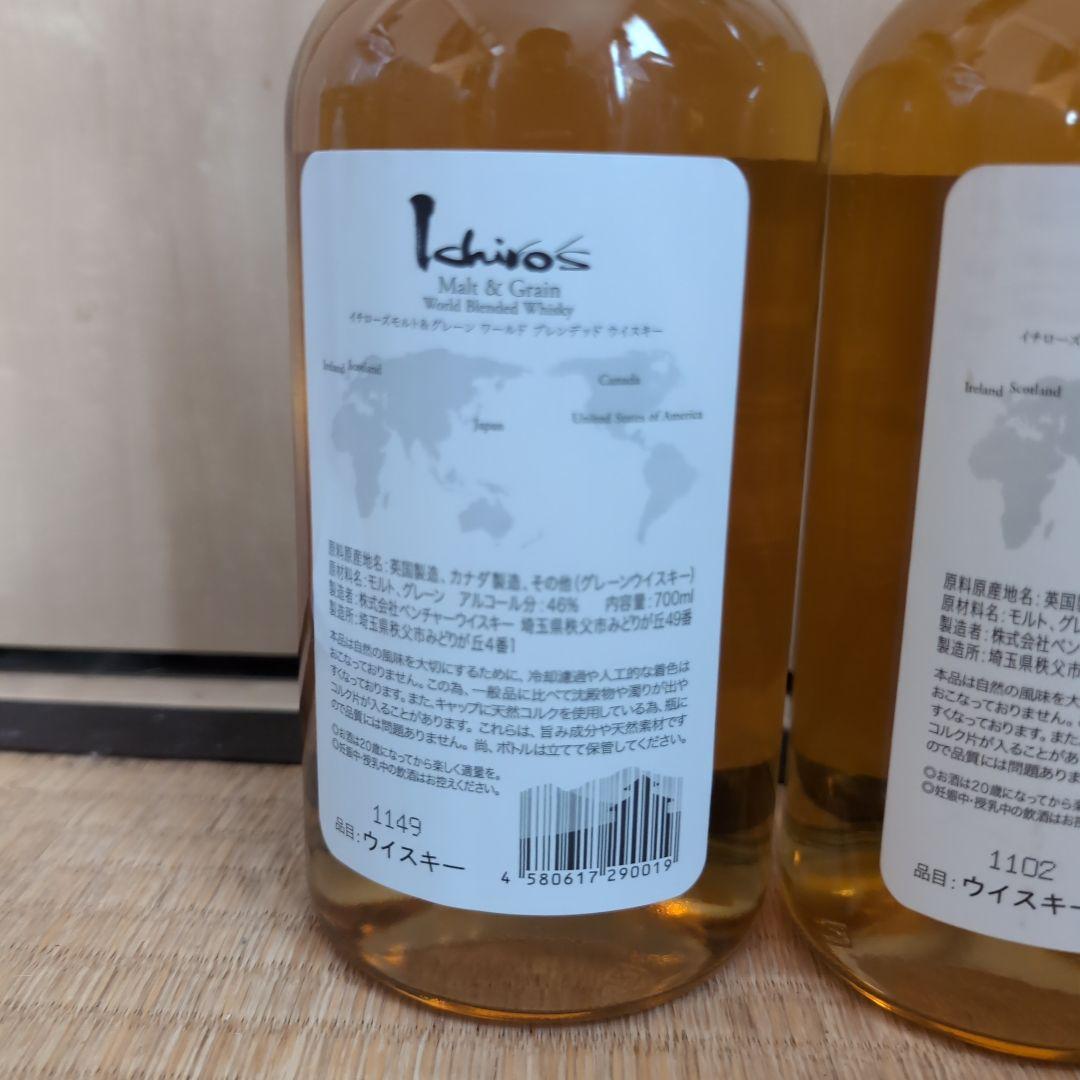 Ichiro's
Malt & Grain
World Blended Whisky
イチローズモルト&グレーン ワールド ブレンデッド ウイスキー
Ireland Scotland
Canada
Japan
United States of America
原料原産地名:英国製造、カナダ製造、その他(グレーンウイスキー)
原材料名:モルト、グレーン アルコール分:46% 内容量:700ml
製造者:株式会社ベンチャーウイスキー 埼玉県秩父市みどりが丘49番
製造所:埼玉県秩父市みどりが丘4番1
本品は自然の風味を大切にするために、冷却濾過や人工的な着色は
おこなっておりません。この為、一般品に比べて沈殿物や濁りが出や
すくなっております。また、キャップに天然コルクを使用している為、瓶に
コルク片が入ることがあります。これらは、旨み成分や天然素材です
ので品質には問題ありません。尚、ボトルは立てて保管してください。
◎お酒は20歳になってから楽しく適量を。
◎妊娠中・授乳中の飲酒はお控えください。
1149
品目:ウイスキー
4 580617 290019
イチローズ
Ireland Scotland
原料原産地名:英国
原材料名:モルト、グレ
製造者:株式会社ベン
製造所:埼玉県秩父市
本品は自然の風味を大
おこなっておりません。
すくなっております。また
コルク片が入ることがあ
ので品質には問題ありま
◎お酒は20歳になってから楽
◎妊娠中・授乳中の飲酒はお控
1102
品目:ウイスキー